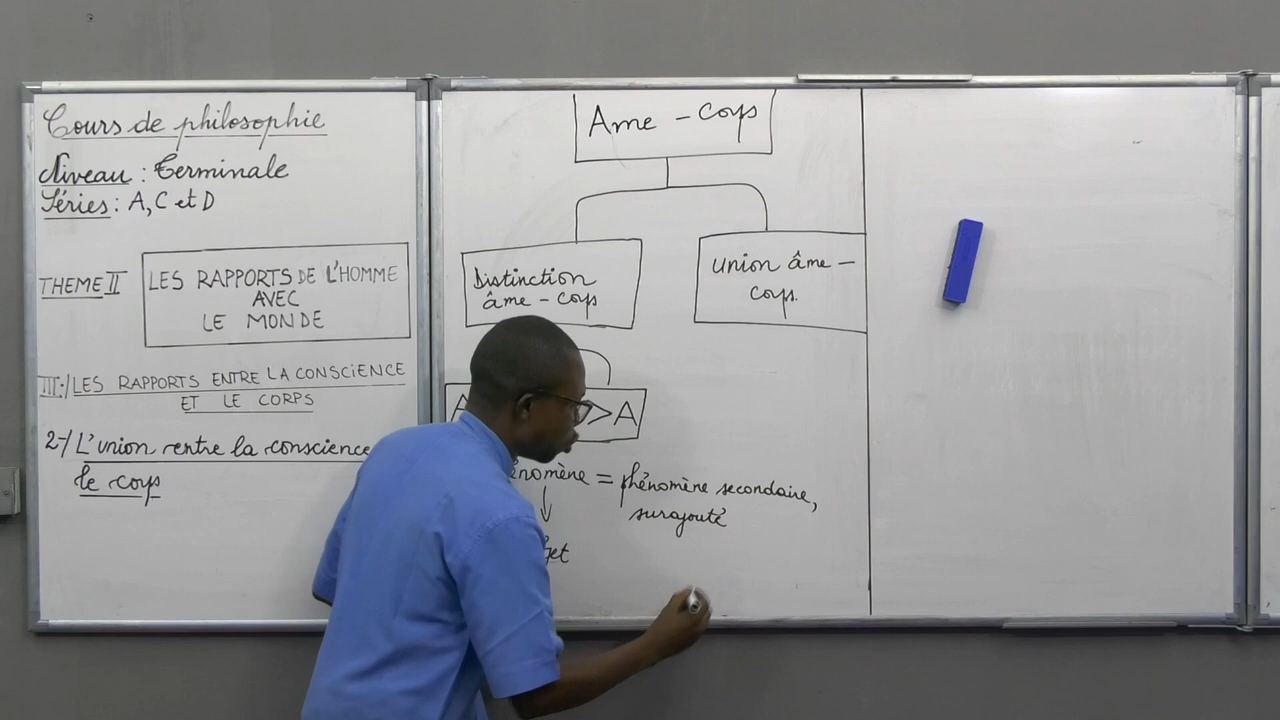 Cours de philosophie
Niveau : Terminale
Séries : A, C et D
THEME II
LES RAPPORTS DE L'HOMME
AVEC
LE MONDE
III:/ LES RAPPORTS ENTRE LA CONSCIENCE
ET LE CORPS
2-/ L'union entre la conscience
le corps
Ame - Corps
Distinction
âme - corps
Union âme -
corps.
>A
= phénomène secondaire,
surajouté